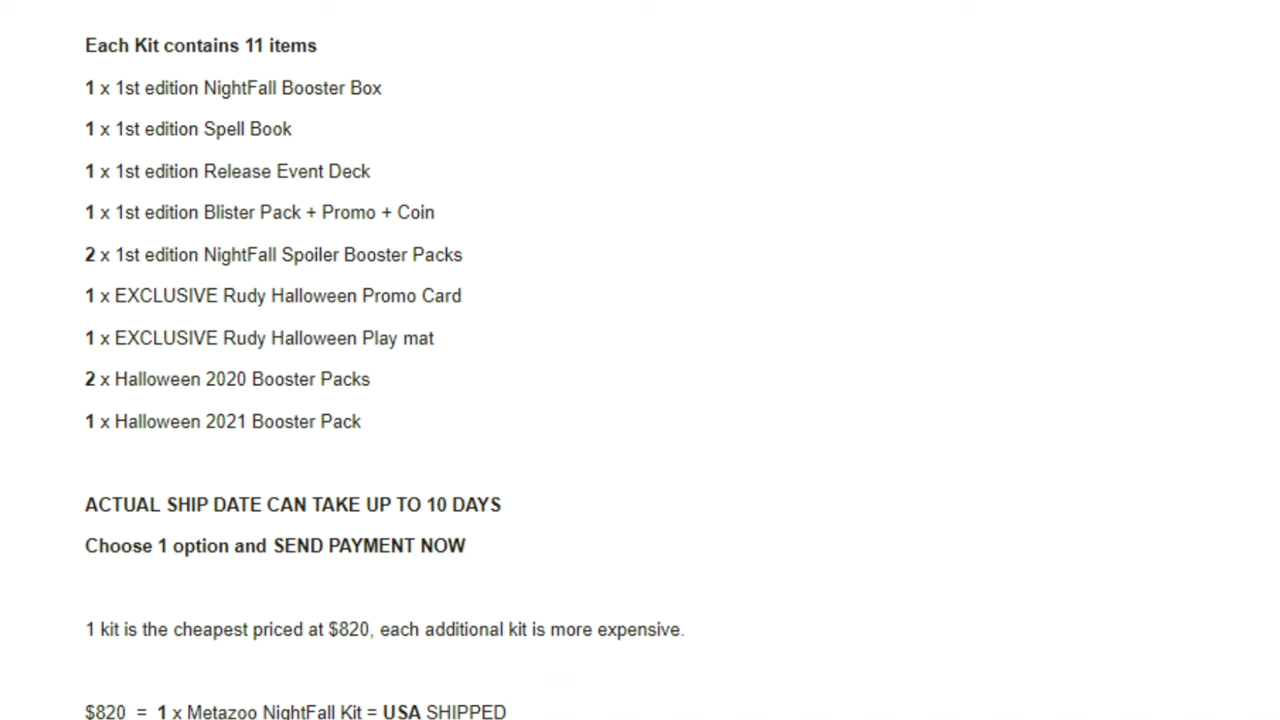 Each Kit contains 11 items
1 x 1st edition NightFall Booster Box
1 x 1st edition Spell Book
1 x 1st edition Release Event Deck
1 x 1st edition Blister Pack + Promo + Coin
2 x 1st edition NightFall Spoiler Booster Packs
1 x EXCLUSIVE Rudy Halloween Promo Card
1 x EXCLUSIVE Rudy Halloween Play mat
2 x Halloween 2020 Booster Packs
1 x Halloween 2021 Booster Pack
ACTUAL SHIP DATE CAN TAKE UP TO 10 DAYS
Choose 1 option and SEND PAYMENT NOW
1 kit is the cheapest priced at $820, each additional kit is more expensive.
$820 = 1 x Metazoo NightFall Kit = USA SHIPPED